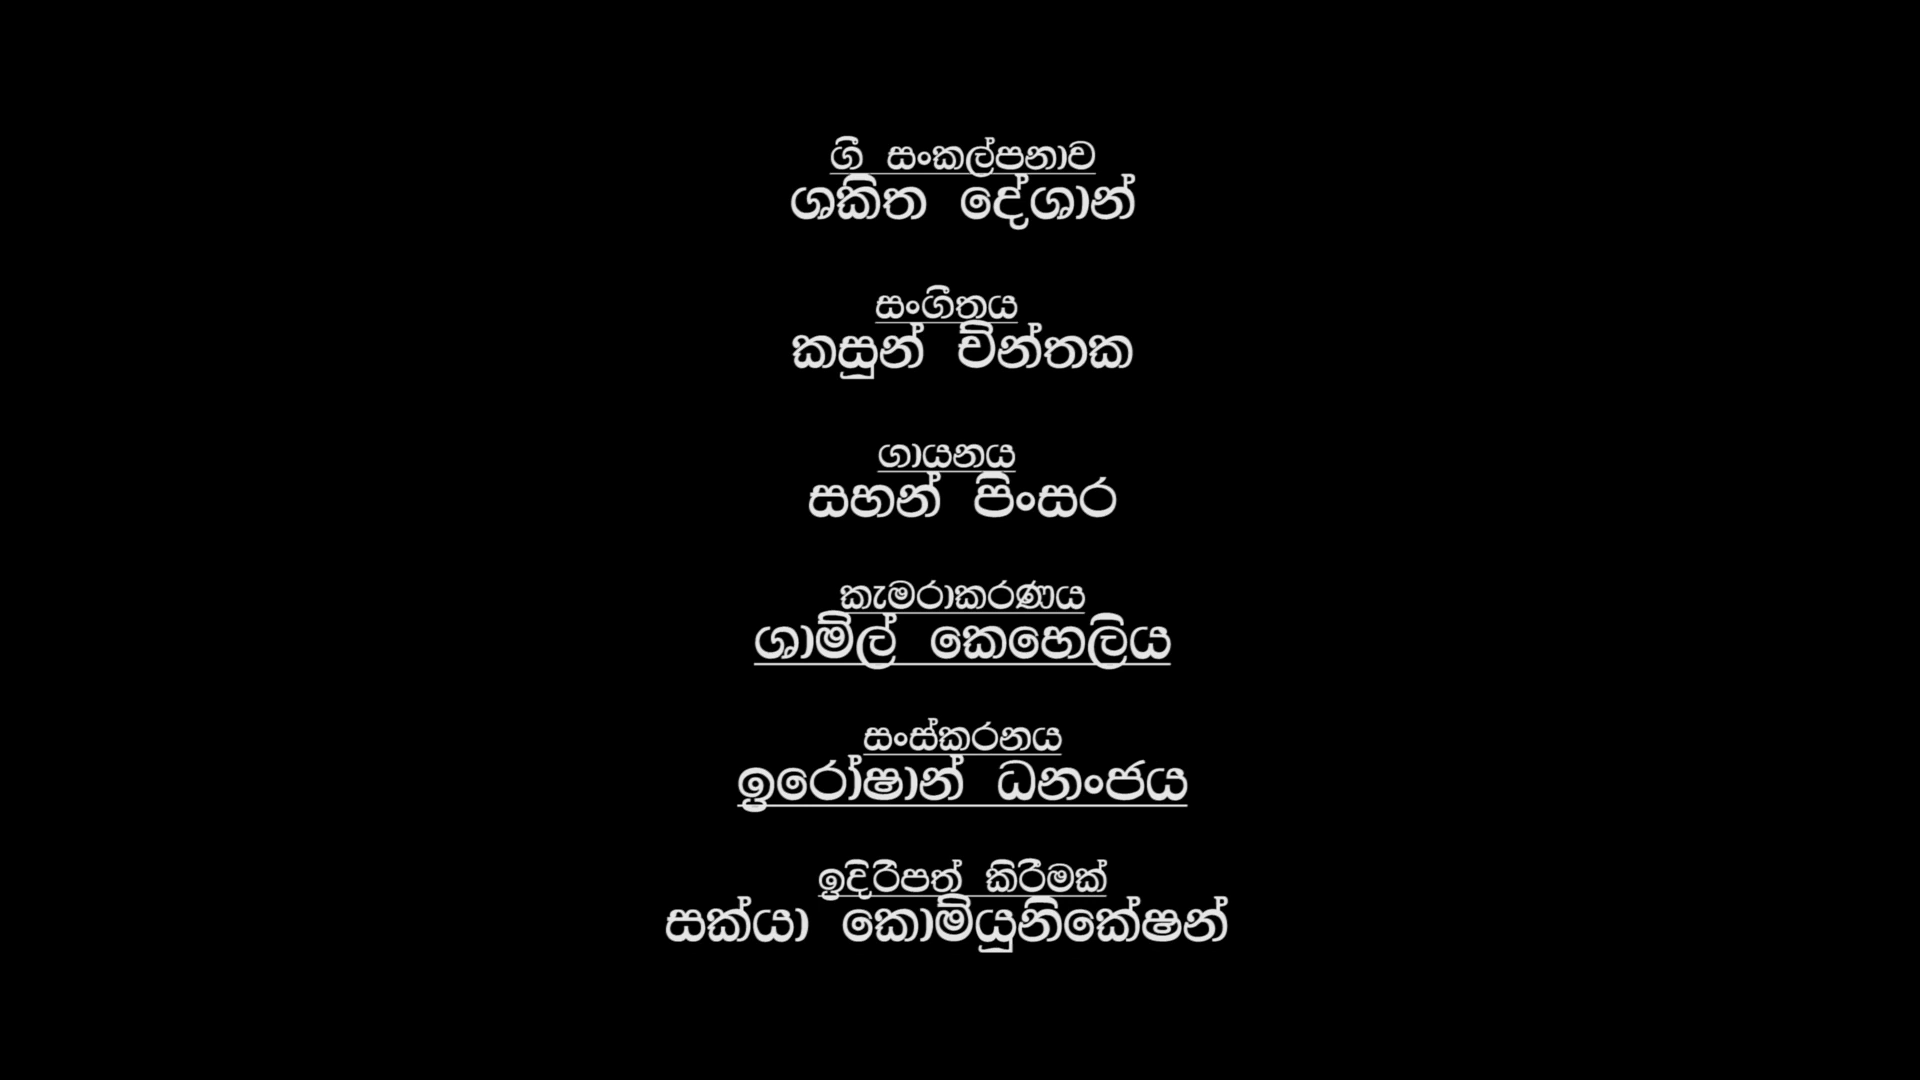 ගී සංකල්පනාව
ශකිත දේශාන්
සංගීතය
කසුන් චින්තක
ගායනය
සහන් පිංසර
කැමරාකරණය
ශාමිල් කෙහෙලිය
සංස්කරනය
ඉරෝෂාන් ධනංජය
ඉදිරිපත් කිරීමක්
සක්යා කොමියුනිකේෂන්